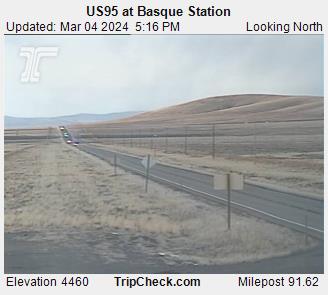 US95 at Basque Station
Updated: Mar 04 2024 5:16 PM Looking North
Elevation 4460 TripCheck.com Milepost 91.62